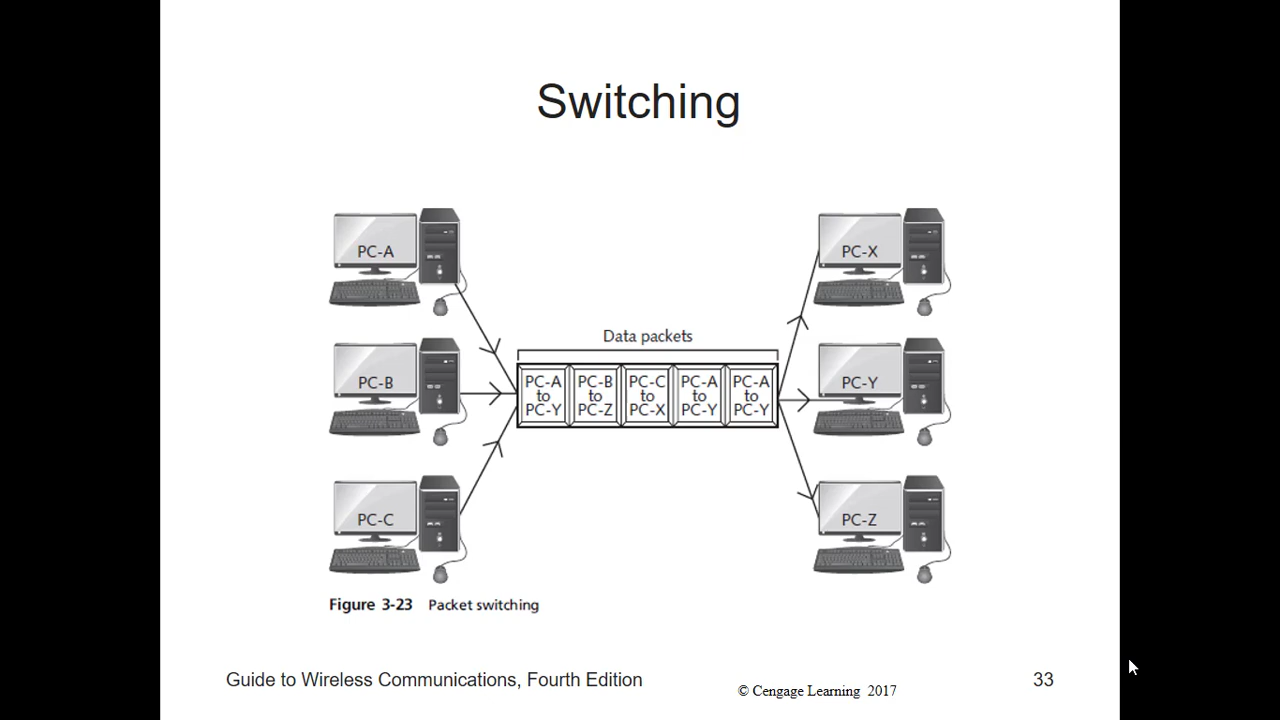 Switching
PC-A
PC-X
Data packets
PC-B
PC-Y
PC-A
to
PC-Y
PC-B
to
PC-Z
PC-C
to
PC-X
PC-A
to
PC-Y
PC-A
to
PC-Y
PC-C
PC-Z
Figure 3-23 Packet switching
Guide to Wireless Communications, Fourth Edition
© Cengage Learning 2017
33